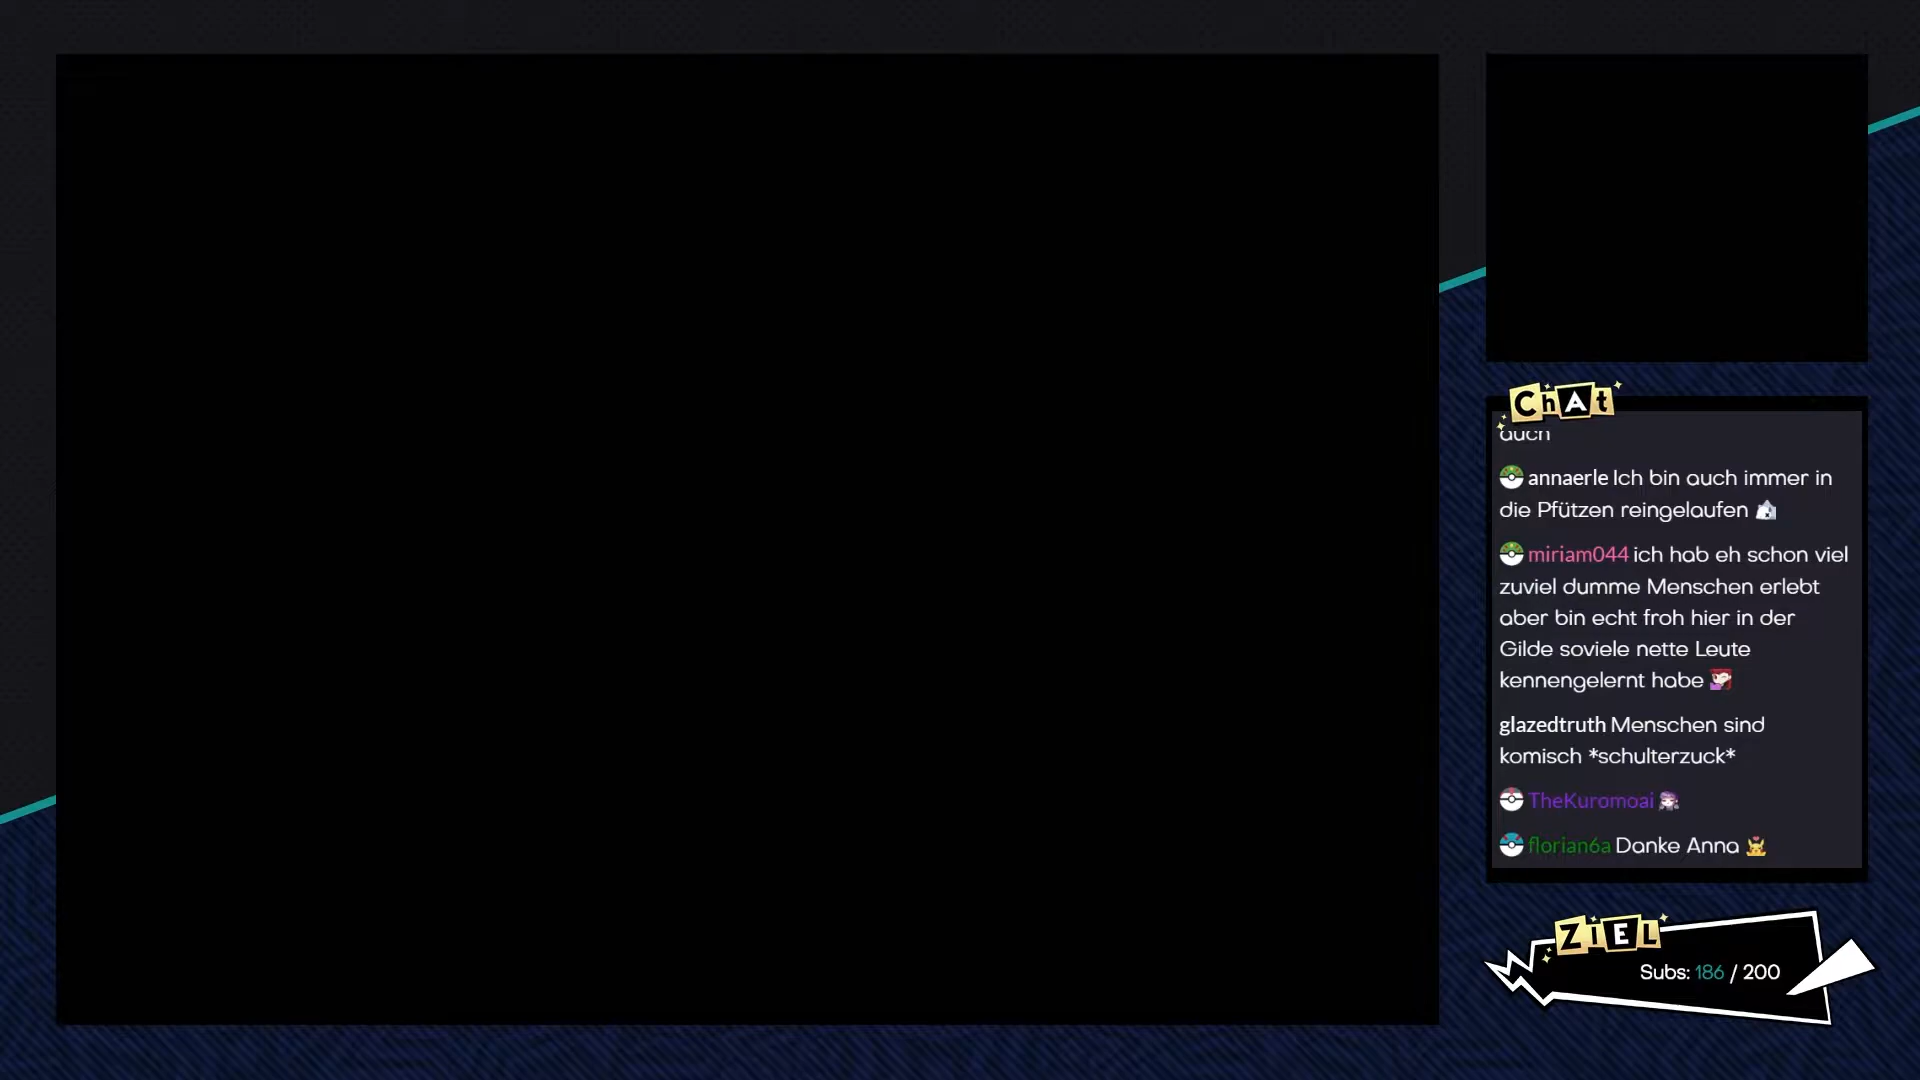 ChAt
auch
annaerle Ich bin auch immer in
die Pfützen reingelaufen
miriam044 ich hab eh schon viel
zuviel dumme Menschen erlebt
aber bin echt froh hier in der
Gilde soviele nette Leute
kennengelernt habe
glazedtruth Menschen sind
komisch *schulterzuck*
TheKuromoai
florian6a Danke Anna
ZiEL
Subs: 186 / 200